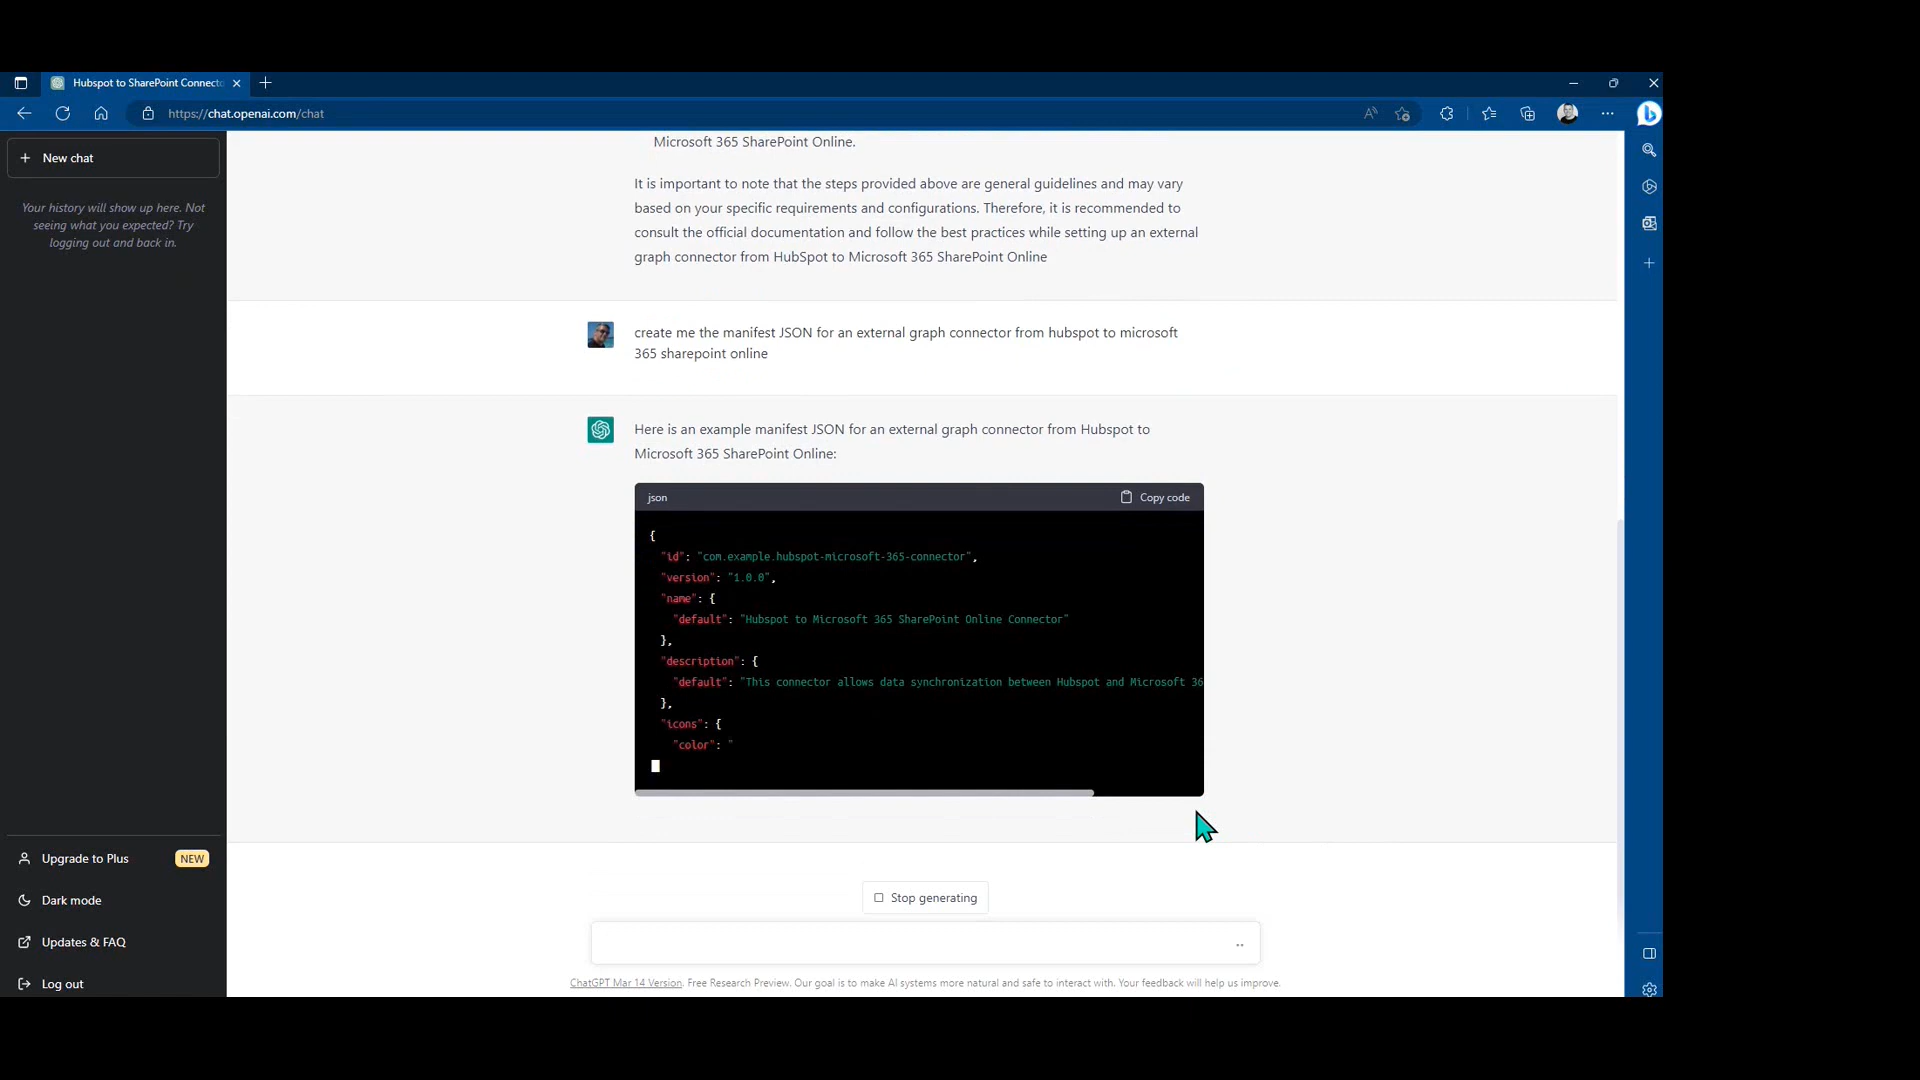 Hubspot to SharePoint Connecto
https://chat.openai.com/chat
New chat
Your history will show up here. Not
seeing what you expected? Try
logging out and back in.
Microsoft 365 SharePoint Online.
It is important to note that the steps provided above are general guidelines and may vary
based on your specific requirements and configurations. Therefore, it is recommended to
consult the official documentation and follow the best practices while setting up an external
graph connector from HubSpot to Microsoft 365 SharePoint Online
create me the manifest JSON for an external graph connector from hubspot to microsoft
365 sharepoint online
Here is an example manifest JSON for an external graph connector from Hubspot to
Microsoft 365 SharePoint Online:
json Copy code
{
"id": "com.example.hubspot-microsoft-365-connector",
"version": "1.0.0",
"name": {
"default": "Hubspot to Microsoft 365 SharePoint Online Connector"
},
"description": {
"default": "This connector allows data synchronization between Hubspot and Microsoft 36
},
"icons": {
"color": "
Upgrade to Plus NEW
Dark mode
Updates & FAQ
Log out
Stop generating
ChatGPT Mar 14 Version. Free Research Preview. Our goal is to make AI systems more natural and safe to interact with. Your feedback will help us improve.